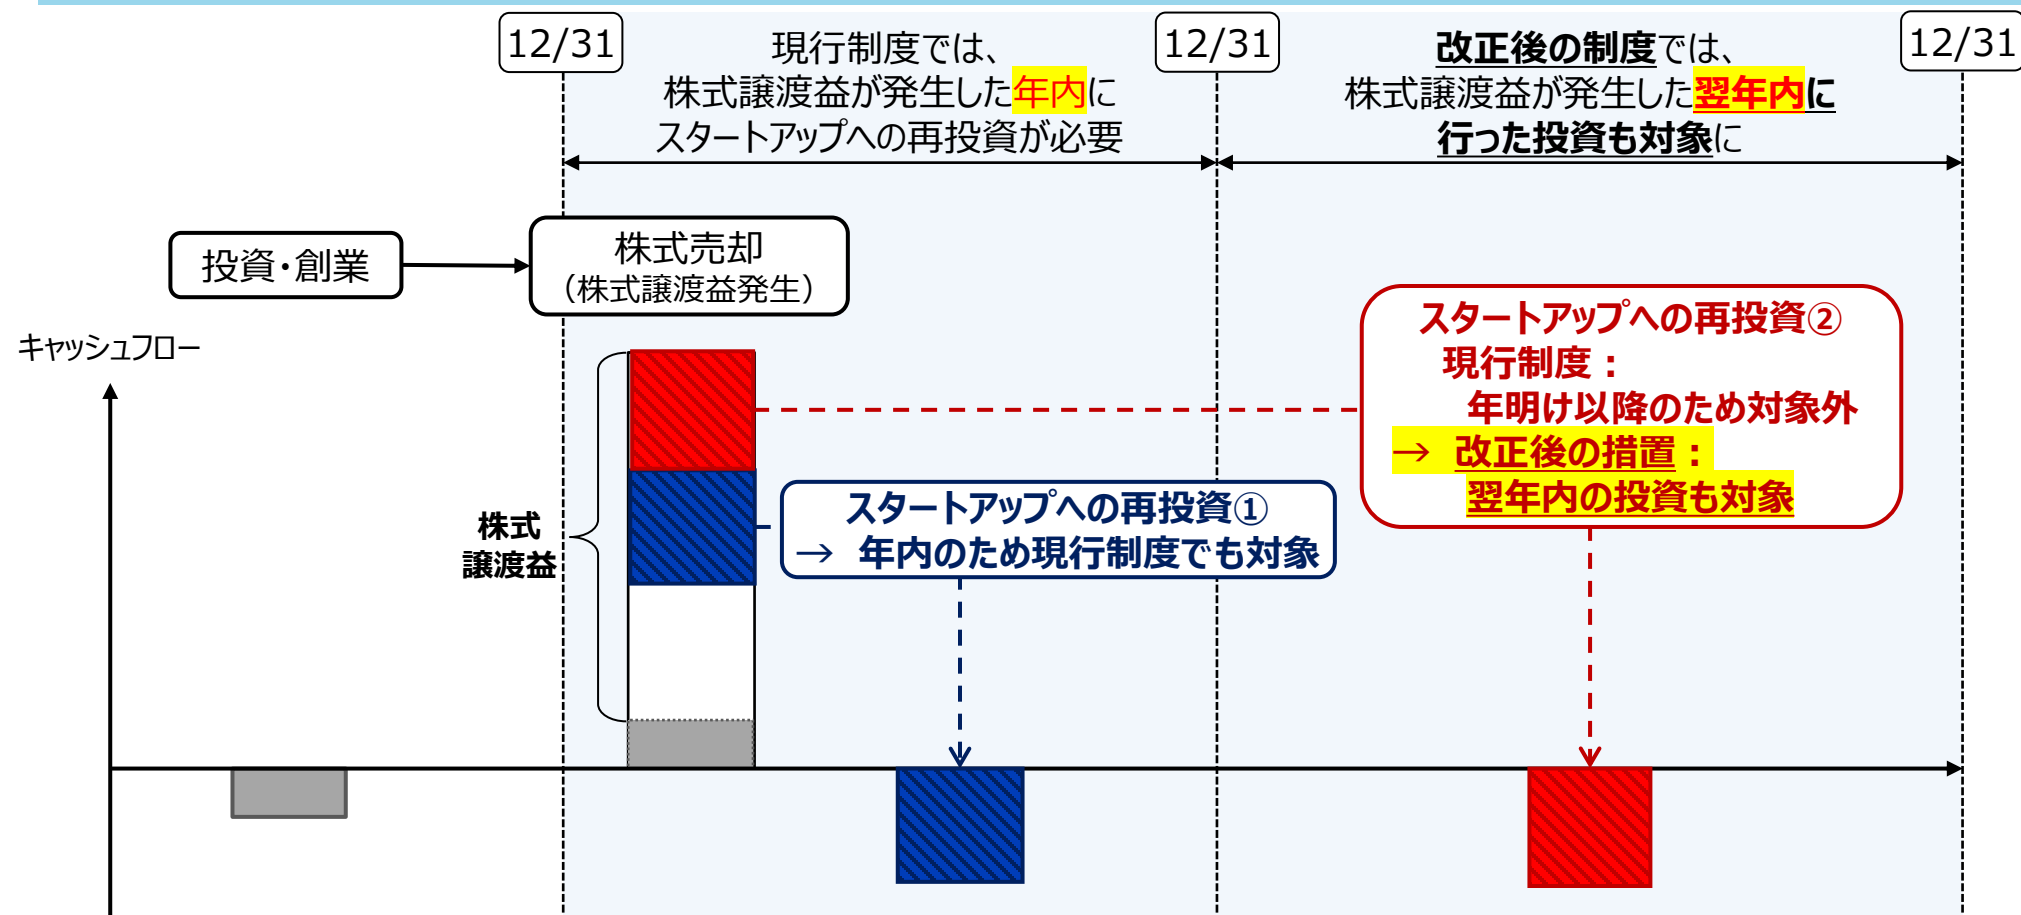 12/31
現行制度では、
株式譲渡益が発生した年内に
スタートアップへの再投資が必要
12/31
改正後の制度では、
株式譲渡益が発生した翌年内に
行った投資も対象に
12/31
投資・創業
株式売却
（株式譲渡益発生）
キャッシュフロー
スタートアップへの再投資②
現行制度：
年明け以降のため対象外
→ 改正後の措置：
翌年内の投資も対象
株式
譲渡益
スタートアップへの再投資①
→ 年内のため現行制度でも対象